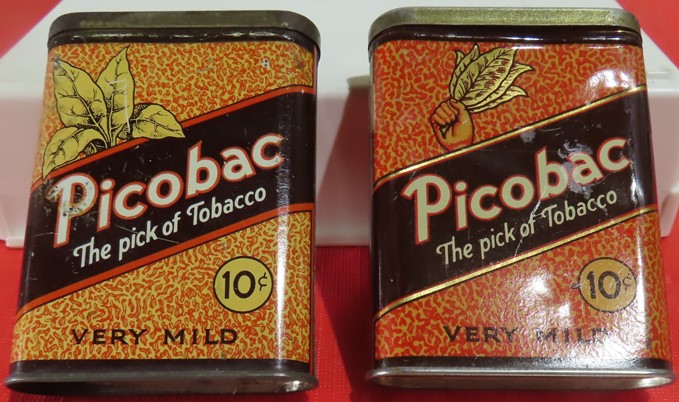 Picobac
The pick of Tobacco
10¢
VERY MILD
Picobac
The pick of Tobacco
10¢
VERY MILD